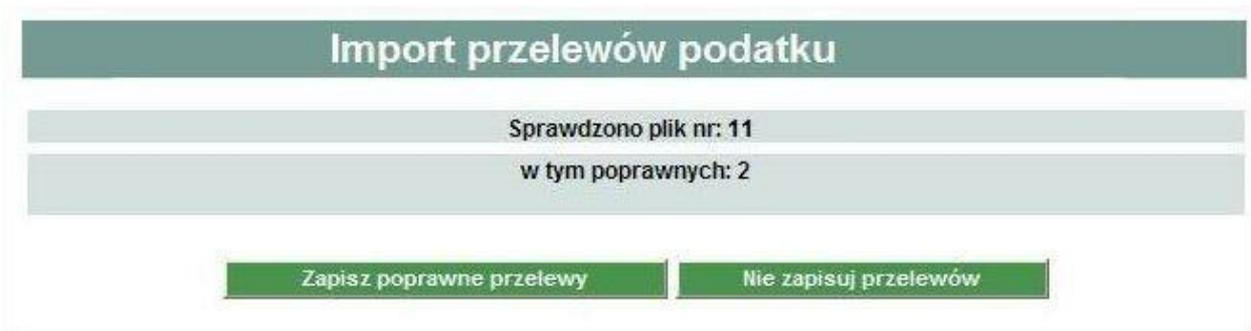 Import przelewów podatku
Sprawdzono plik nr: 11
w tym poprawnych: 2
Zapisz poprawne przelewy
Nie zapisuj przelewów